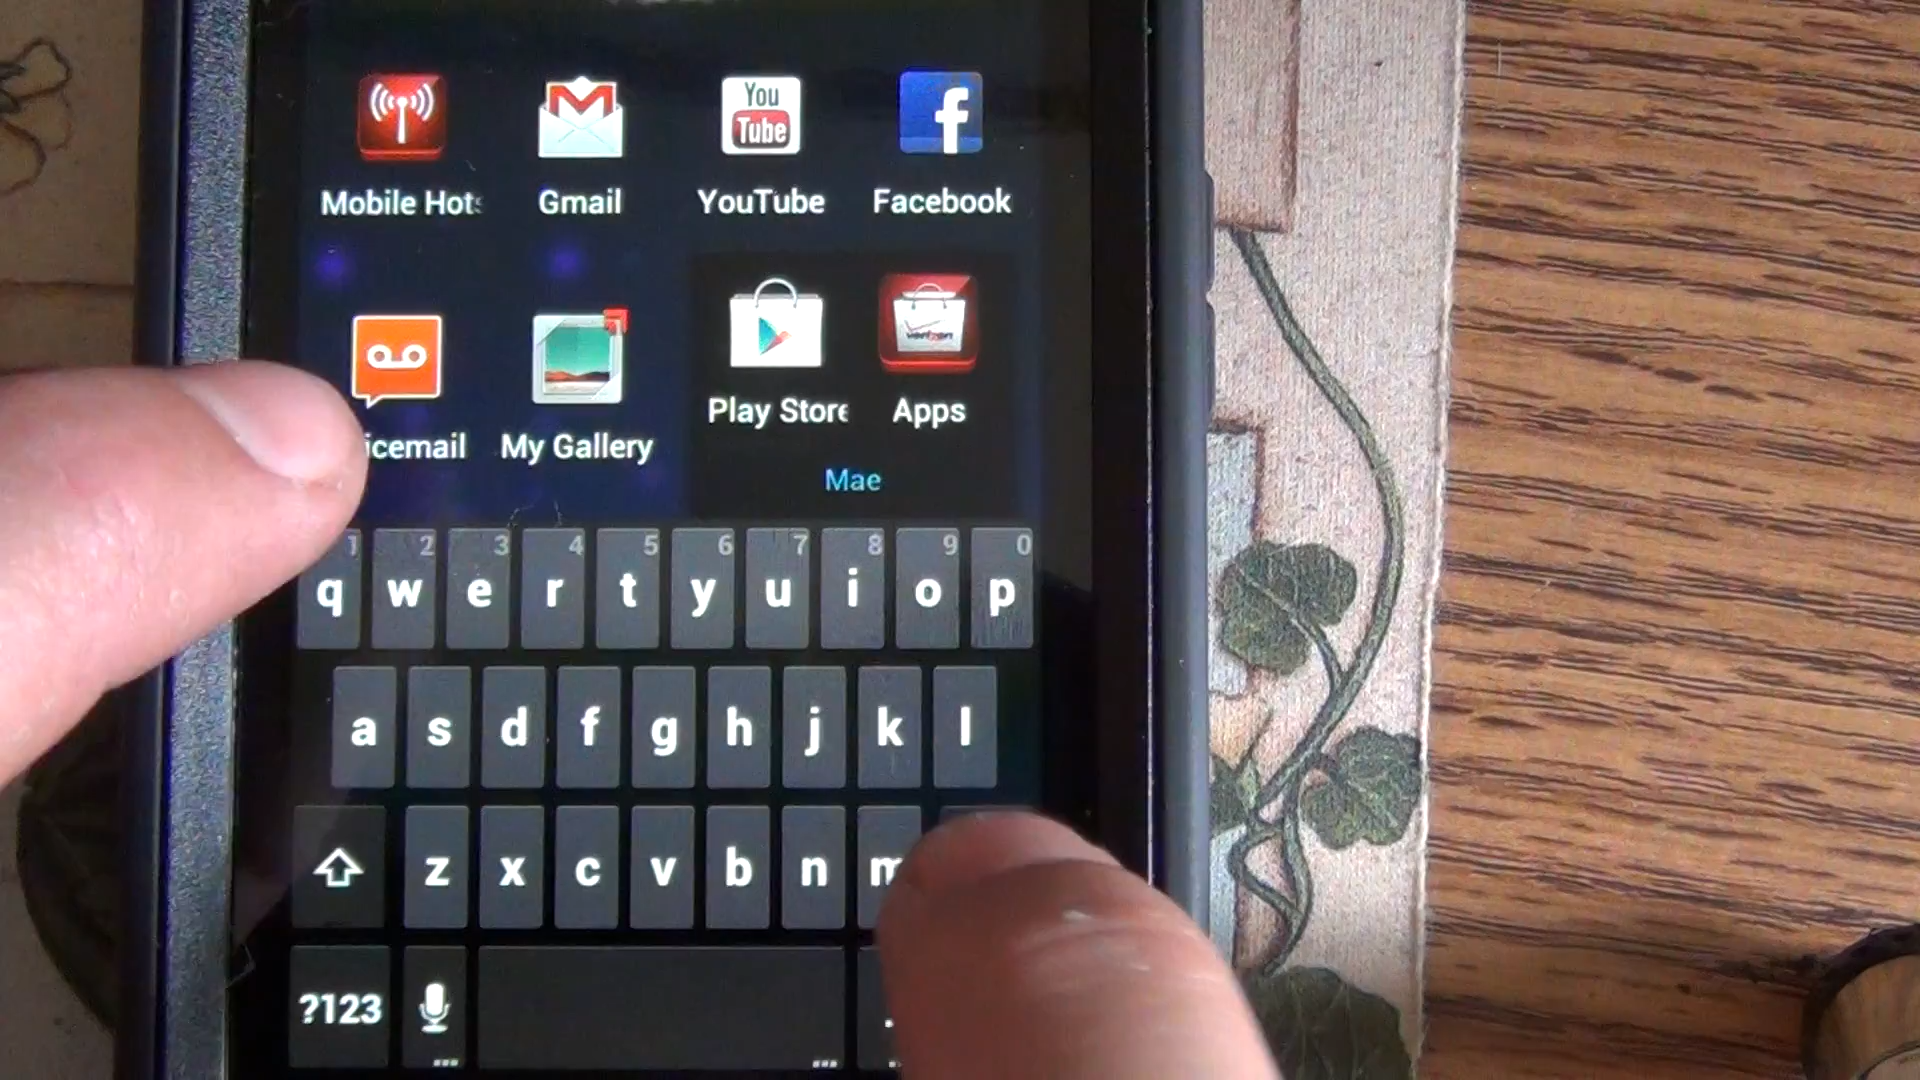 You
Tube
f
Mobile Hot
Gmail
YouTube
Facebook
verizon
icemail
My Gallery
Play Store
Apps
Mae
1 2 3 4 5 6 7 8 9 0
q w e r t y u i o p
a s d f g h j k l
z x c v b n m
?123 ... ... .